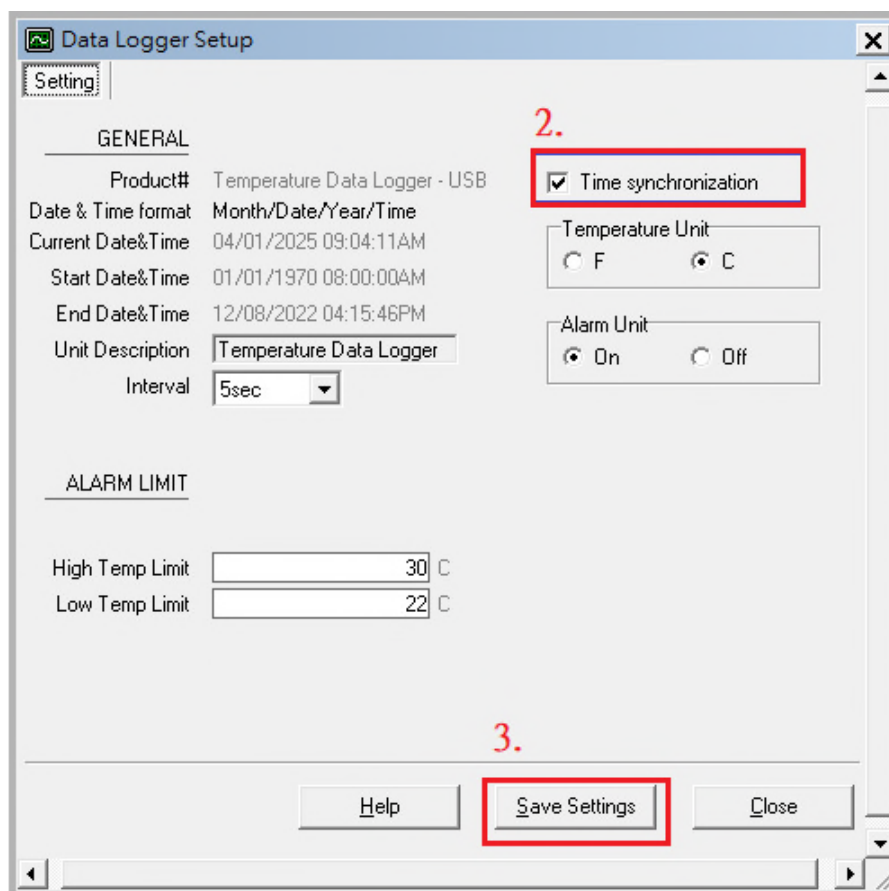 Data Logger Setup
Setting
GENERAL
Product# Temperature Data Logger - USB
Date & Time format Month/Date/Year/Time
Current Date&Time 04/01/2025 09:04:11AM
Start Date&Time 01/01/1970 08:00:00AM
End Date&Time 12/08/2022 04:15:46PM
Unit Description Temperature Data Logger
Interval 5sec
2.
Time synchronization
Temperature Unit
F C
Alarm Unit
On Off
ALARM LIMIT
High Temp Limit 30 C
Low Temp Limit 22 C
3.
Help Save Settings Close